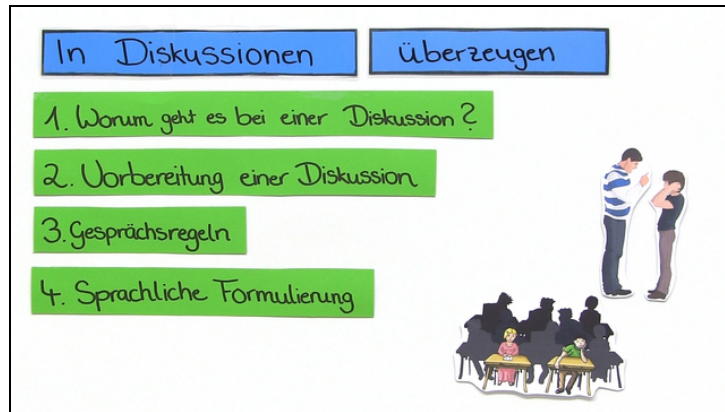 In Diskussionen überzeugen
1. Worum geht es bei einer Diskussion?
2. Vorbereitung einer Diskussion
3. Gesprächsregeln
4. Sprachliche Formulierung